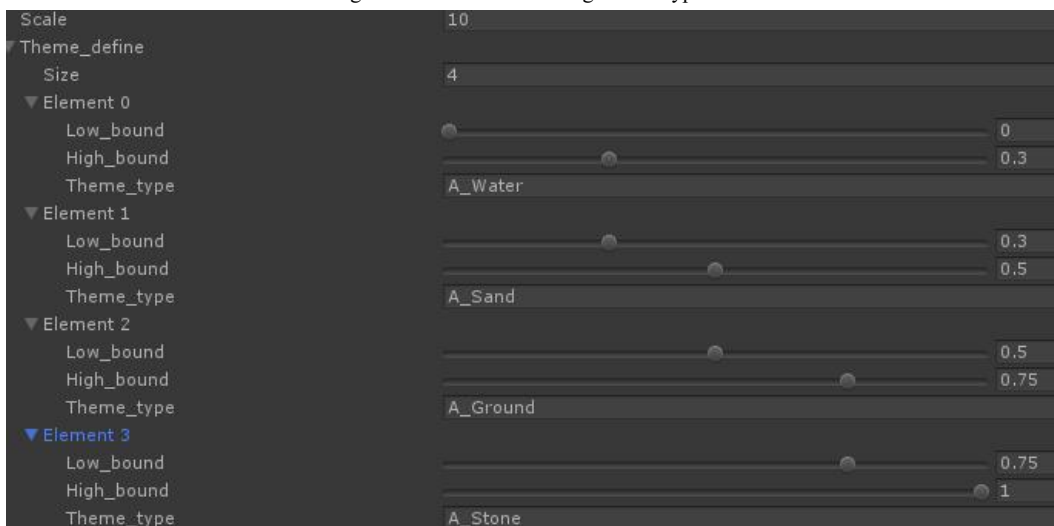 Scale 10
Theme_define
Size 4
Element 0
Low_bound 0
High_bound 0.3
Theme_type A_Water
Element 1
Low_bound 0.3
High_bound 0.5
Theme_type A_Sand
Element 2
Low_bound 0.5
High_bound 0.75
Theme_type A_Ground
Element 3
Low_bound 0.75
High_bound 1
Theme_type A_Stone